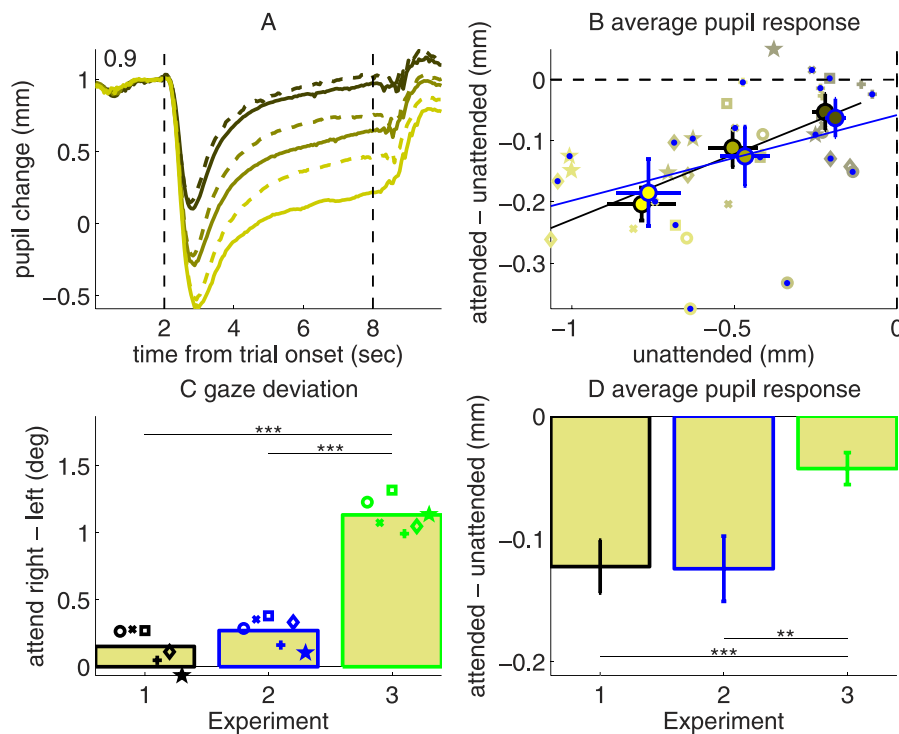 A
0.9
pupil change (mm)
1
0.5
0
−0.5
2
4
6
8
time from trial onset (sec)
B average pupil response
attended − unattended (mm)
0
−0.1
−0.2
−0.3
−1
−0.5
0
unattended (mm)
C gaze deviation
attend right − left (deg)
1.5
1
0.5
0
***
***
1
2
3
Experiment
D average pupil response
attended − unattended (mm)
0
−0.1
−0.2
**
***
1
2
3
Experiment